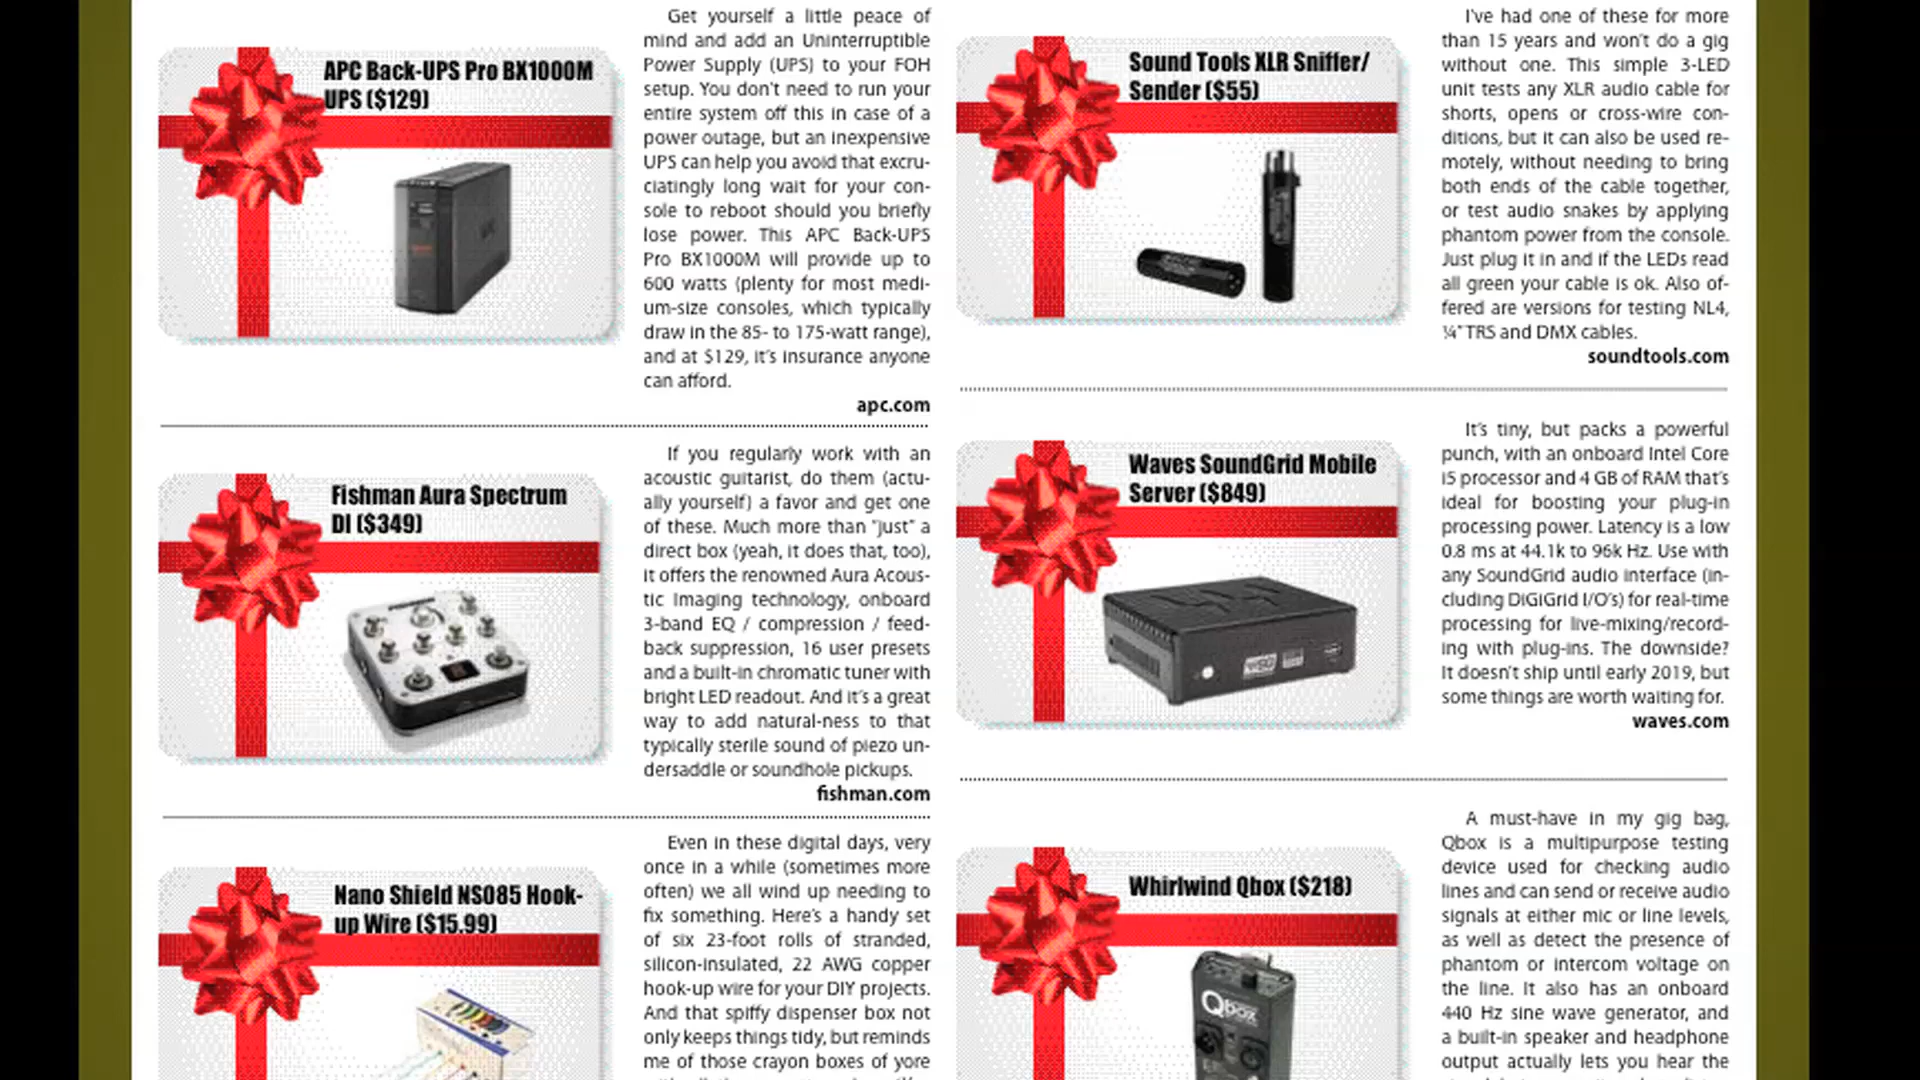 APC Back-UPS Pro BX1000M
UPS ($129)
Get yourself a little peace of
mind and add an Uninterruptible
Power Supply (UPS) to your FOH
setup. You don't need to run your
entire system off this in case of a
power outage, but an inexpensive
UPS can help you avoid that excru-
ciatingly long wait for your con-
sole to reboot should you briefly
lose power. This APC Back-UPS
Pro BX1000M will provide up to
600 watts (plenty for most medi-
um-size consoles, which typically
draw in the 85- to 175-watt range),
and at $129, it's insurance anyone
can afford.
apc.com
Fishman Aura Spectrum
DI ($349)
If you regularly work with an
acoustic guitarist, do them (actu-
ally yourself) a favor and get one
of these. Much more than "just" a
direct box (yeah, it does that, too),
it offers the renowned Aura Acous-
tic Imaging technology, onboard
3-band EQ / compression / feed-
back suppression, 16 user presets
and a built-in chromatic tuner with
bright LED readout. And it's a great
way to add natural-ness to that
typically sterile sound of piezo un-
dersaddle or soundhole pickups.
fishman.com
Nano Shield NS085 Hook-
up Wire ($15.99)
Even in these digital days, very
once in a while (sometimes more
often) we all wind up needing to
fix something. Here's a handy set
of six 23-foot rolls of stranded,
silicon-insulated, 22 AWG copper
hook-up wire for your DIY projects.
And that spiffy dispenser box not
only keeps things tidy, but reminds
me of those crayon boxes of yore
Sound Tools XLR Sniffer/
Sender ($55)
I've had one of these for more
than 15 years and won't do a gig
without one. This simple 3-LED
unit tests any XLR audio cable for
shorts, opens or cross-wire con-
ditions, but it can also be used re-
motely, without needing to bring
both ends of the cable together,
or test audio snakes by applying
phantom power from the console.
Just plug it in and if the LEDs read
all green your cable is ok. Also of-
fered are versions for testing NL4,
¼" TRS and DMX cables.
soundtools.com
Waves SoundGrid Mobile
Server ($849)
It's tiny, but packs a powerful
punch, with an onboard Intel Core
i5 processor and 4 GB of RAM that's
ideal for boosting your plug-in
processing power. Latency is a low
0.8 ms at 44.1k to 96k Hz. Use with
any SoundGrid audio interface (in-
cluding DiGiGrid I/O's) for real-time
processing for live-mixing/record-
ing with plug-ins. The downside?
It doesn't ship until early 2019, but
some things are worth waiting for.
waves.com
Whirlwind Qbox ($218)
Qbox
A must-have in my gig bag,
Qbox is a multipurpose testing
device used for checking audio
lines and can send or receive audio
signals at either mic or line levels,
as well as detect the presence of
phantom or intercom voltage on
the line. It also has an onboard
440 Hz sine wave generator, and
a built-in speaker and headphone
output actually lets you hear the